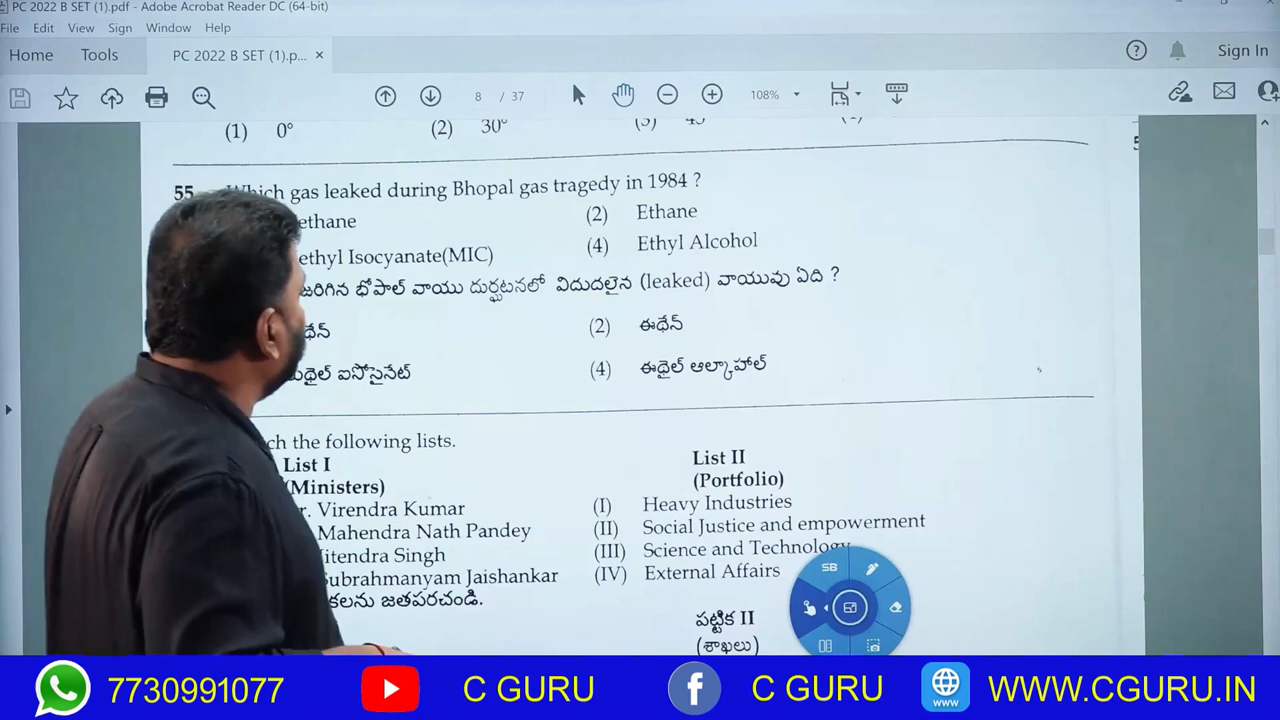 PC 2022 B SET (1).pdf - Adobe Acrobat Reader DC (64-bit)
File Edit View Sign Window Help
Home Tools PC 2022 B SET (1).p... × Sign In
8 / 37 108%
(1) 0° (2) 30° (3) 45
55 Which gas leaked during Bhopal gas tragedy in 1984 ?
ethane (2) Ethane
ethyl Isocyanate(MIC) (4) Ethyl Alcohol
జరిగిన భోపాల్ వాయు దుర్ఘటనలో విడుదలైన (leaked) వాయువు ఏది ?
థేన్ (2) ఈథేన్
మిథైల్ ఐసోసైనేట్ (4) ఈథైల్ ఆల్కాహాల్
ch the following lists.
List I List II
(Ministers) (Portfolio)
r. Virendra Kumar (I) Heavy Industries
Mahendra Nath Pandey (II) Social Justice and empowerment
Jitendra Singh (III) Science and Technology
Subrahmanyam Jaishankar (IV) External Affairs
కలను జతపరచండి.
పట్టిక II
(శాఖలు)
SB
7730991077 C GURU C GURU www WWW.CGURU.IN